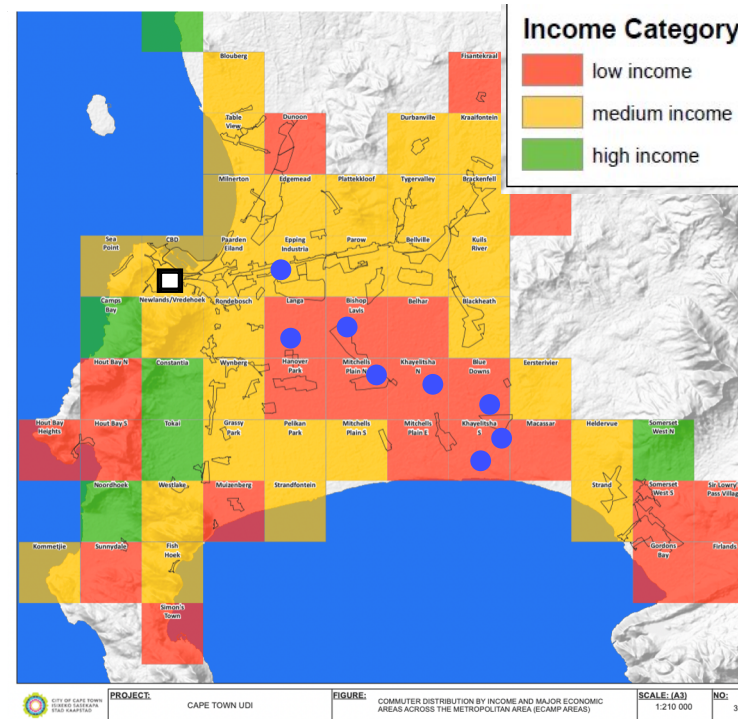 Income Category
low income
medium income
high income
Blouberg
Fisantekraal
Table
View
Dunoon
Durbanville
Kraaifontein
Milnerton
Edgemead
Plattekkloof
Tygervalley
Brackenfell
Sea
Point
CBD
Paarden
Eiland
Epping
Industria
Parow
Bellville
Kuils
River
Camps
Bay
Newlands/Vredehoek
Rondebosch
Langa
Bishop
Lavis
Belhar
Blackheath
Hout Bay N
Constantia
Wynberg
Hanover
Park
Mitchells
Plain N
Khayelitsha
N
Blue
Downs
Eersterivier
Hout Bay
Heights
Hout Bay S
Tokai
Grassy
Park
Pelikan
Park
Mitchells
Plain S
Mitchells
Plain E
Khayelitsha
S
Macassar
Heldervue
Somerset
West N
Noordhoek
Westlake
Muizenberg
Strandfontein
Strand
Somerset
West S
Sir Lowry'
Pass Villag
Kommetjie
Sunnydale
Fish
Hoek
Gordons
Bay
Firlands
Simon's
Town
CITY OF CAPE TOWN
ISIXEKO SASEKAPA
STAD KAAPSTAD
PROJECT:
CAPE TOWN UDI
FIGURE:
COMMUTER DISTRIBUTION BY INCOME AND MAJOR ECONOMIC
AREAS ACROSS THE METROPOLITAN AREA (ECAMP AREAS)
SCALE: (A3)
1:210 000
NO:
3